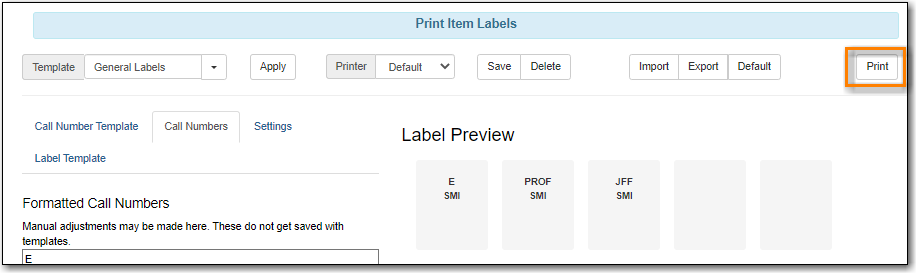 Print Item Labels
Template General Labels Apply Printer Default Save Delete Import Export Default Print
Call Number Template Call Numbers Settings
Label Template
Label Preview
E PROF JFF
SMI SMI SMI
Formatted Call Numbers
Manual adjustments may be made here. These do not get saved with
templates.
E